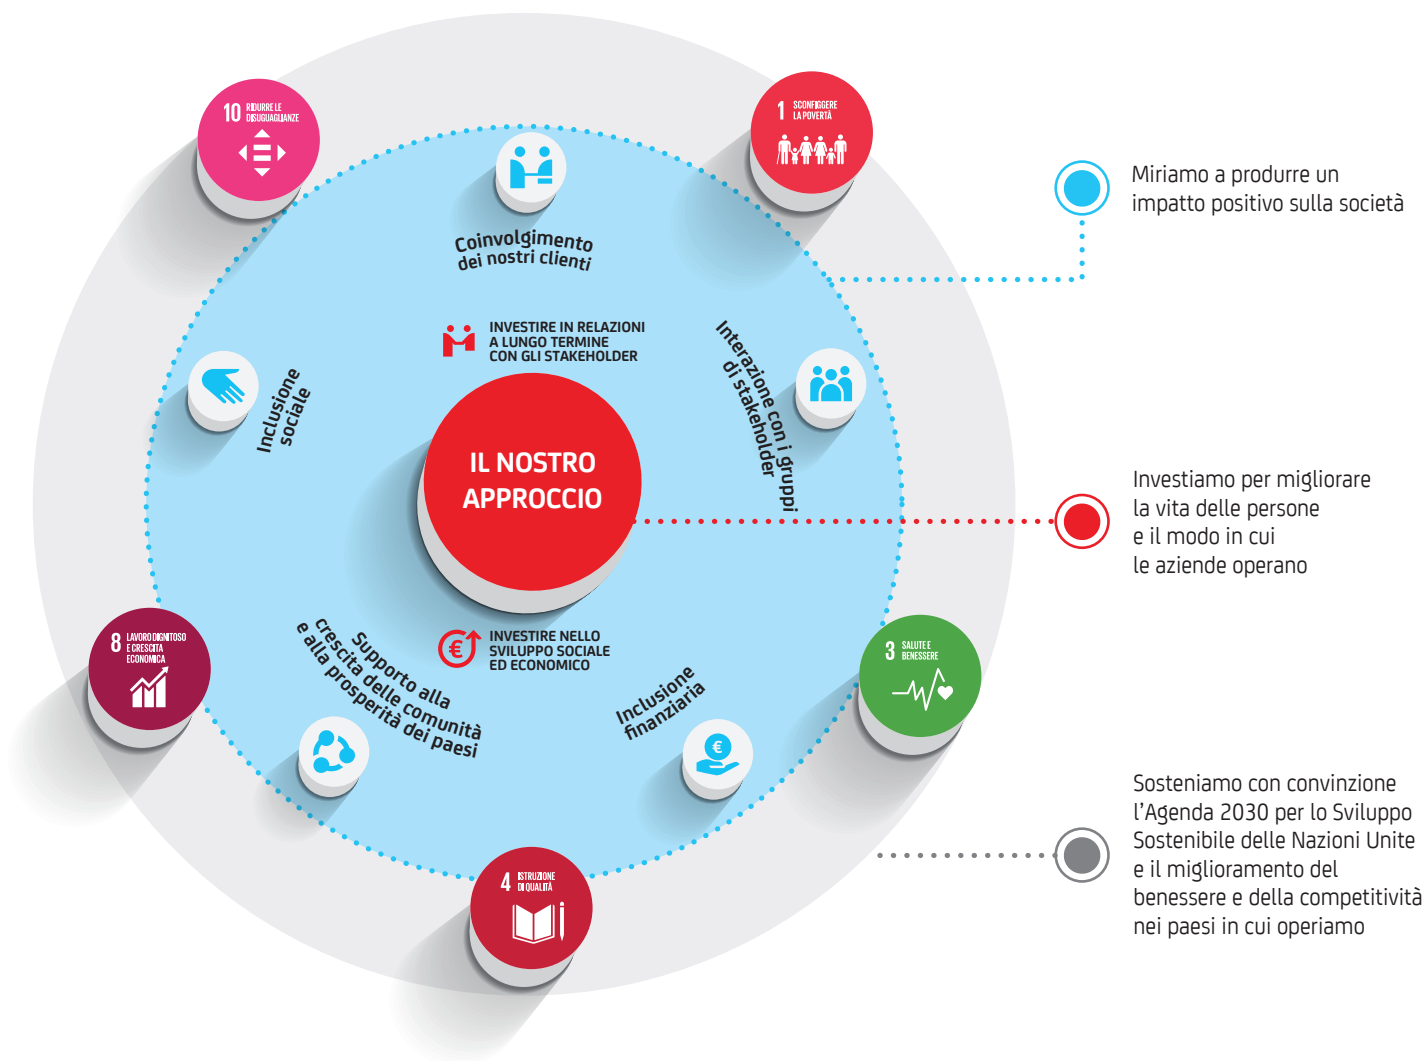 10 RIDURRE LE
DISUGUAGLIANZE
1 SCONFIGGERE
LA POVERTÀ
Coinvolgimento
dei nostri clienti
INVESTIRE IN RELAZIONI
A LUNGO TERMINE
CON GLI STAKEHOLDER
Interazione con i gruppi
di stakeholder
Inclusione
sociale
IL NOSTRO
APPROCCIO
€
INVESTIRE NELLO
SVILUPPO SOCIALE
ED ECONOMICO
8 LAVORO DIGNITOSO
E CRESCITA
ECONOMICA
3 SALUTE E
BENESSERE
Supporto alla
crescita delle comunità
e alla prosperità dei paesi
Inclusione
finanziaria
€
4 ISTRUZIONE
DI QUALITÀ
Miriamo a produrre un
impatto positivo sulla società
Investiamo per migliorare
la vita delle persone
e il modo in cui
le aziende operano
Sosteniamo con convinzione
l’Agenda 2030 per lo Sviluppo
Sostenibile delle Nazioni Unite
e il miglioramento del
benessere e della competitività
nei paesi in cui operiamo